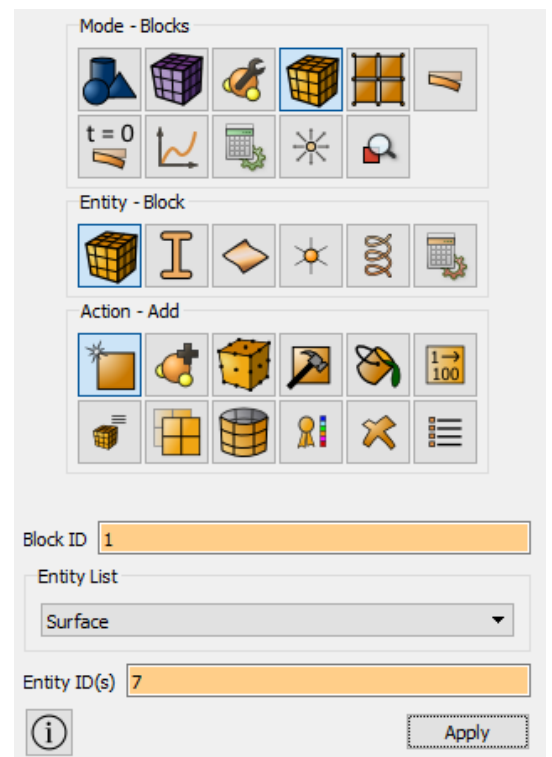 Mode - Blocks
t = 0
Entity - Block
Action - Add
1→
100
Block ID 1
Entity List
Surface
Entity ID(s) 7
i
Apply